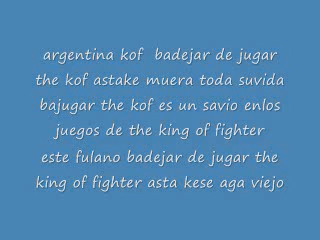 argentina kof  badejar de jugar
the kof astake muera toda suvida
bajugar the kof es un savio enlos
juegos de the king of fighter
este fulano badejar de jugar the
king of fighter asta kese aga viejo